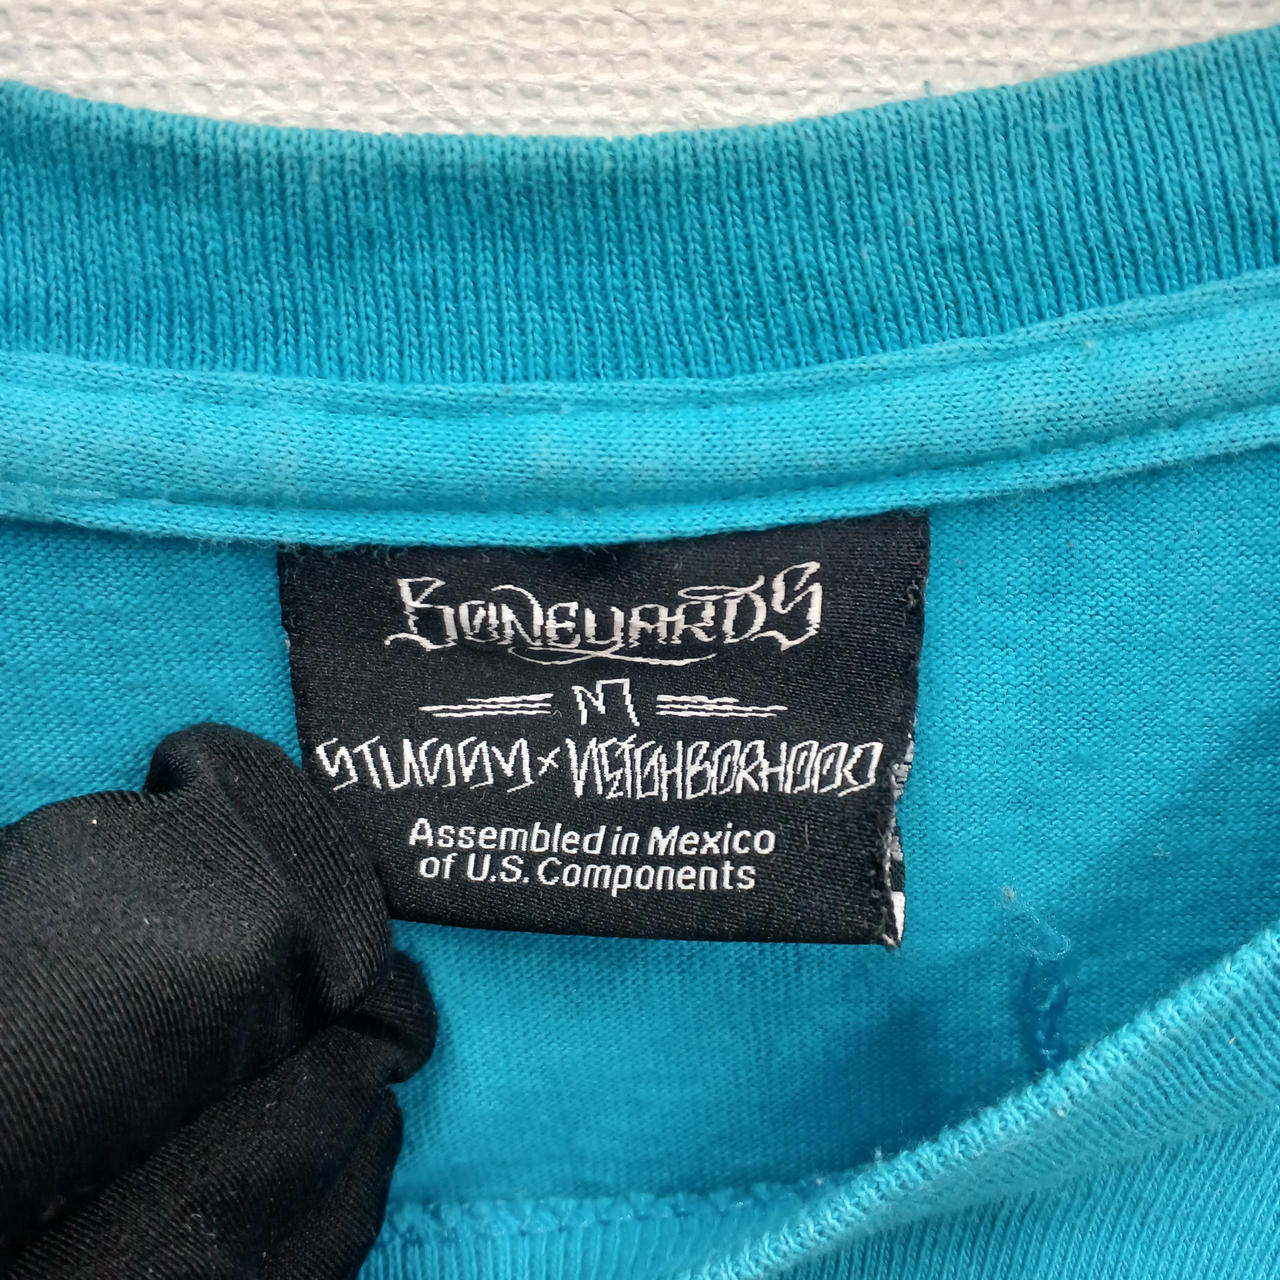 BONEYARDS
M
STUSSY × NEIGHBORHOOD
Assembled in Mexico
of U.S. Components